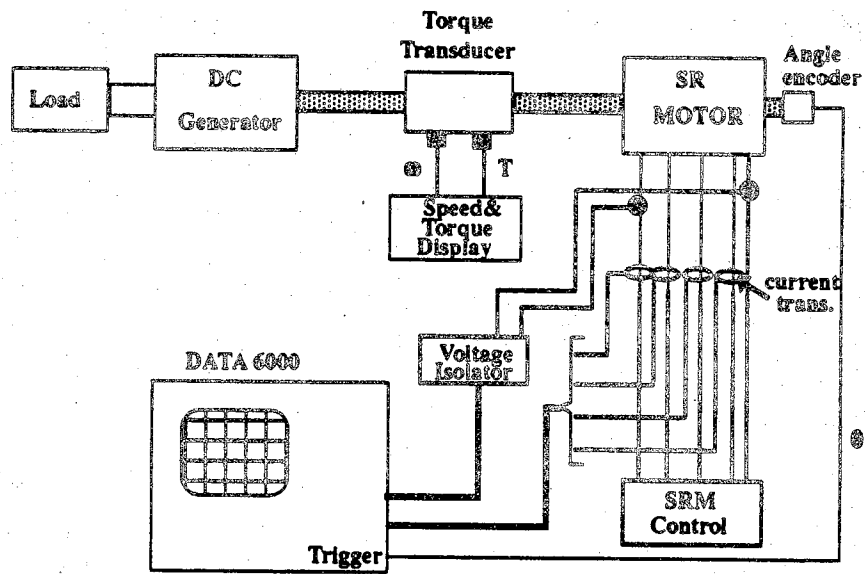 Torque
Transducer
Angle
encoder
Load
DC
Generator
SR
MOTOR
ω
T
Speed&
Torque
Display
current
trans.
Voltage
Isolator
DATA 6000
SRM
Control
Trigger